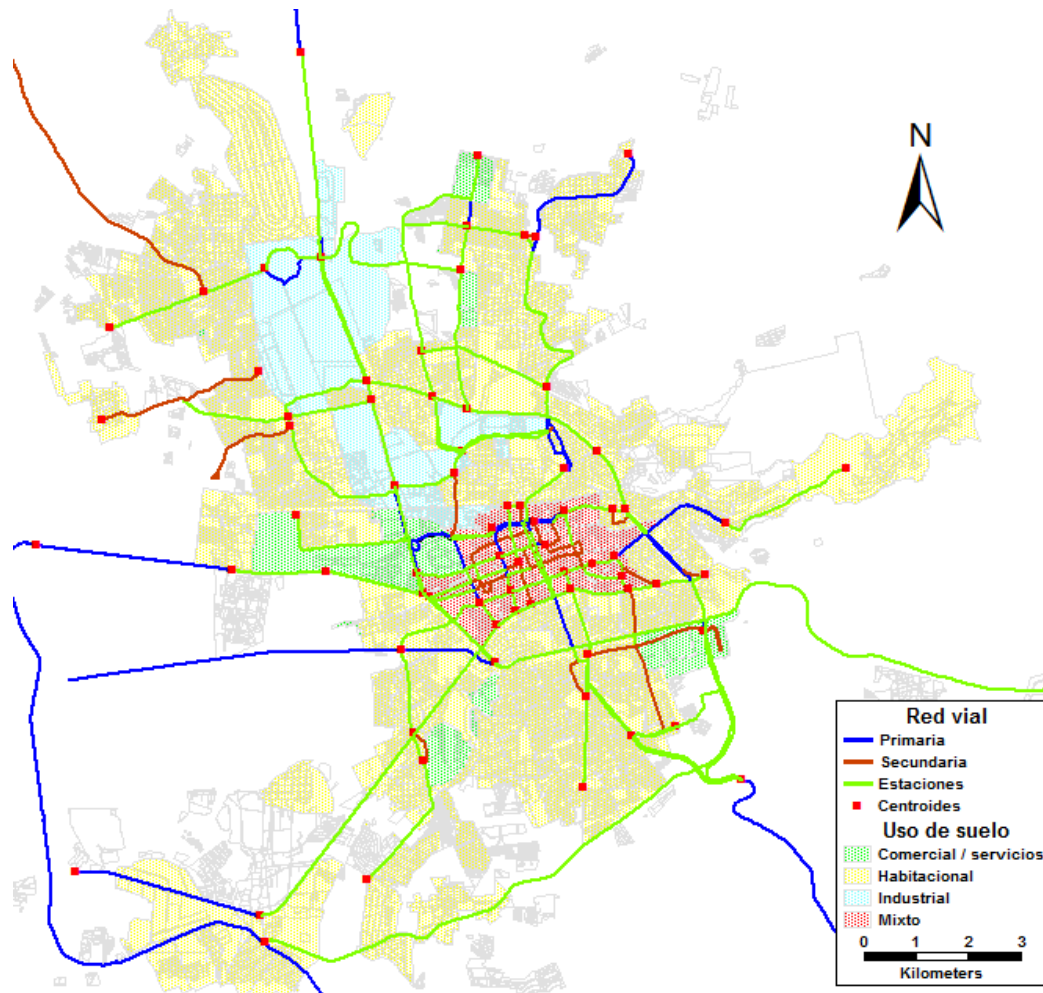 N
Red vial
Primaria
Secundaria
Estaciones
Centroides
Uso de suelo
Comercial / servicios
Habitacional
Industrial
Mixto
0 1 2 3
Kilometers